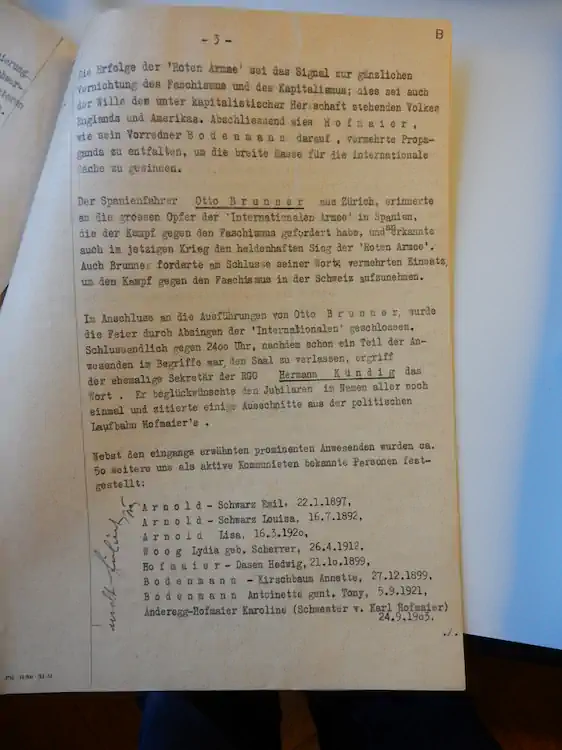 - 3 -
B
Die Erfolge der 'Roten Armee' sei das Signal zur gänzlichen
Vernichtung des Faschismus und des Kapitalismus; dies sei auch
der Wille des unter kapitalistischer Herrschaft stehenden Volkes
Englands und Amerikas. Abschliessend wies H o f m a i e r ,
wie sein Vorredner B o d e n m a n n darauf , vermehrte Propa-
ganda zu entfalten, um die breite Masse für die internationale
Sache zu gewinnen.
Der Spanienfahrer Otto B r u n n e r aus Zürich, erinnerte
an die grossen Opfer der 'Internationalen Armee' in Spanien,
die der Kampf gegen den Faschismus gefordert habe, und anerkannte
auch im jetzigen Krieg den heldenhaften Sieg der 'Roten Armee'.
Auch Brunner forderte am Schlusse seiner Worte vermehrten Einsatz,
um den Kampf gegen den Faschismus in der Schweiz aufzunehmen.
Im Anschluss an die Ausführungen von Otto B r u n n e r, wurde
die Feier durch Absingen der 'Internationalen' geschlossen.
Schlussendlich gegen 24oo Uhr, nachdem schon ein Teil der An-
wesenden im Begriffe war den Saal zu verlassen, ergriff
der ehemalige Sekretär der RGO Hermann K ü n d i g das
Wort . Er beglückwünschte den Jubilaren im Namen aller noch
einmal und zitierte einige Ausschnitte aus der politischen
Laufbahn Hofmaier's .
Nebst den eingangs erwähnten prominenten Anwesenden wurden ca.
5o weitere uns als aktive Kommunisten bekannte Personen fest-
gestellt:
A r n o l d - Schwarz Emil, 22.1.1897,
A r n o l d - Schwarz Louisa, 16.7.1892,
A r n o l d Lisa, 16.3.192o,
W o o g Lydia geb. Scherrer, 26.4.1912,
H o f m a i e r - Dasen Hedwig, 21.1o.1899,
B o d e n m a n n - Kirschbaum Annette, 27.12.1899,
B o d e n m a n n Antoinette gent. Tony, 5.9.1921,
Anderegg-Hofmaier Karoline (Schwester v. Karl Hofmaier)
24.9.19o3.
./.